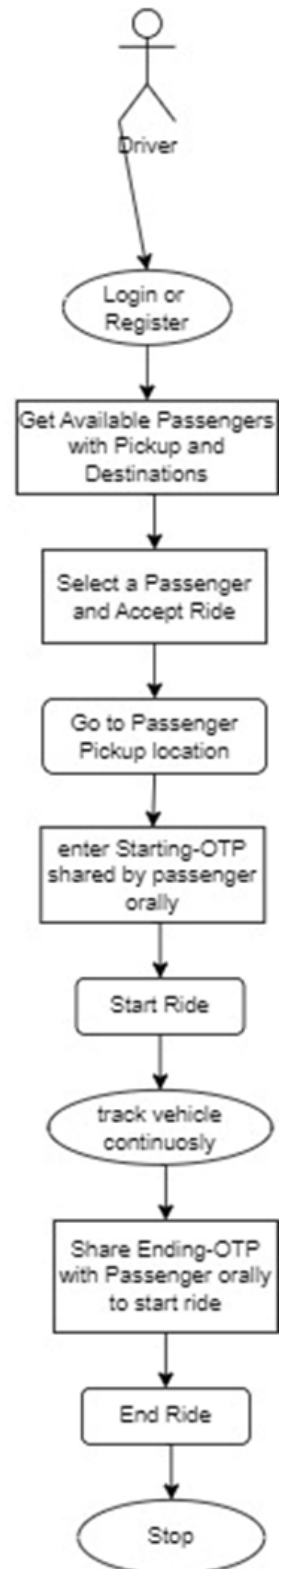 Driver
Login or
Register
Get Available Passengers
with Pickup and
Destinations
Select a Passenger
and Accept Ride
Go to Passenger
Pickup location
enter Starting-OTP
shared by passenger
orally
Start Ride
track vehicle
continuosly
Share Ending-OTP
with Passenger orally
to start ride
End Ride
Stop